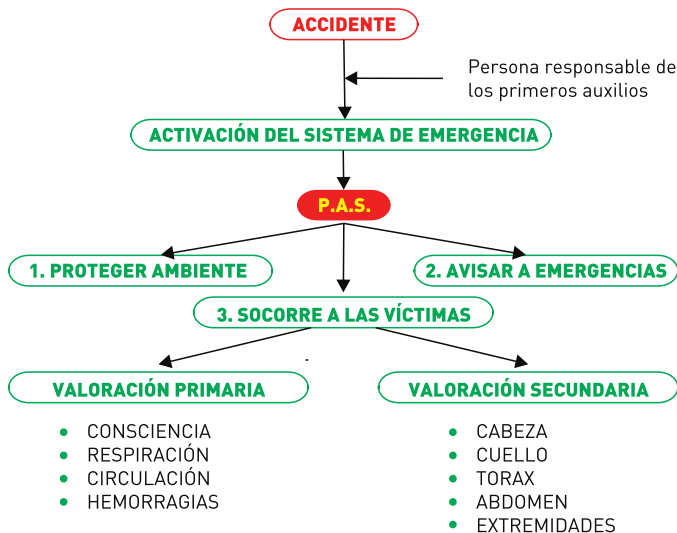 ACCIDENTE
Persona responsable de
los primeros auxilios
ACTIVACIÓN DEL SISTEMA DE EMERGENCIA
P.A.S.
1. PROTEGER AMBIENTE
2. AVISAR A EMERGENCIAS
3. SOCORRE A LAS VÍCTIMAS
VALORACIÓN PRIMARIA
• CONSCIENCIA
• RESPIRACIÓN
• CIRCULACIÓN
• HEMORRAGIAS
VALORACIÓN SECUNDARIA
• CABEZA
• CUELLO
• TORAX
• ABDOMEN
• EXTREMIDADES